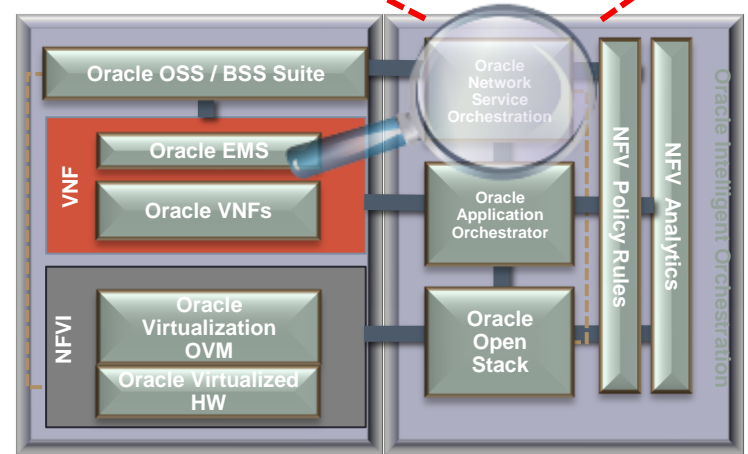 Oracle OSS / BSS Suite
VNF
Oracle EMS
Oracle VNFs
NFVI
Oracle
Virtualization
OVM
Oracle Virtualized
HW
Oracle
Network
Service
Orchestration
Oracle
Application
Orchestrator
Oracle
Open
Stack
NFV Policy Rules
NFV Analytics
Oracle Intelligent Orchestration